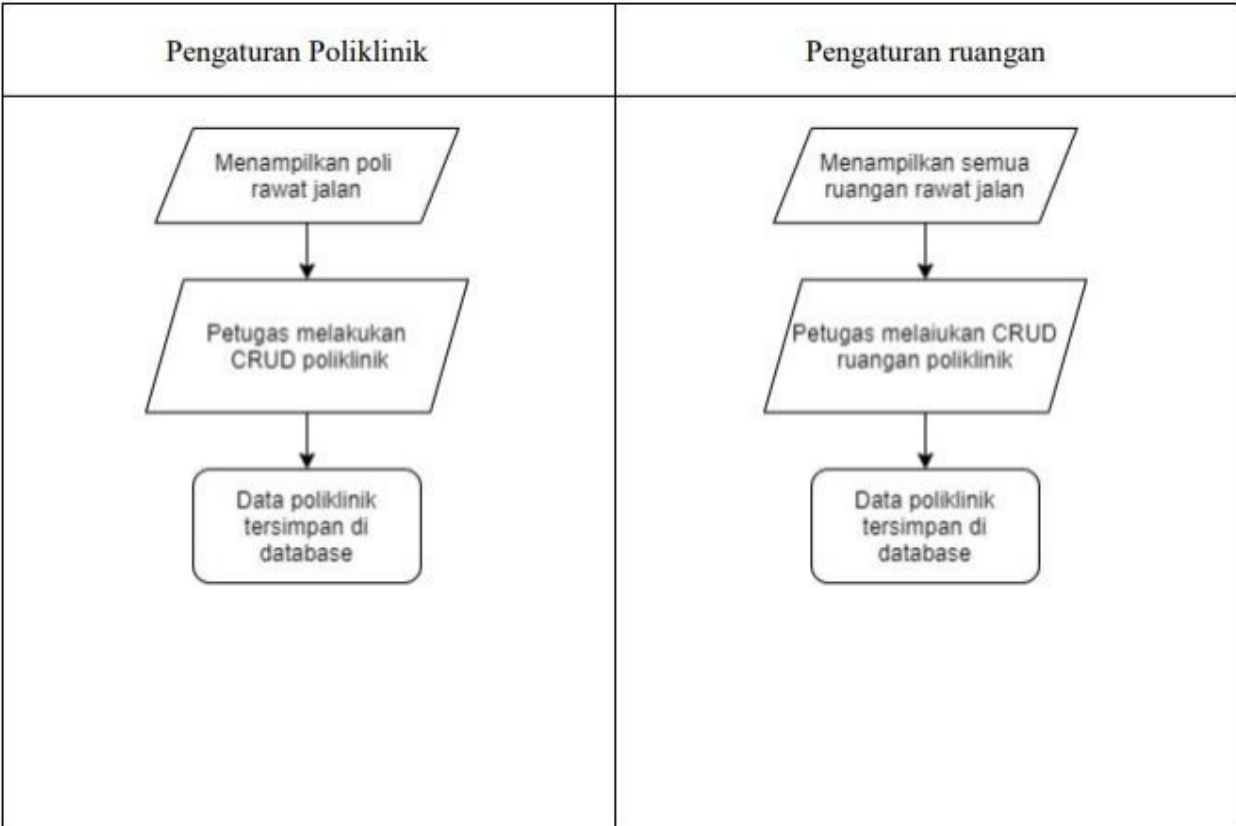 Pengaturan Poliklinik
Pengaturan ruangan
Menampilkan poli
rawat jalan
Petugas melakukan
CRUD poliklinik
Data poliklinik
tersimpan di
database
Menampilkan semua
ruangan rawat jalan
Petugas melaiukan CRUD
ruangan poliklinik
Data poliklinik
tersimpan di
database